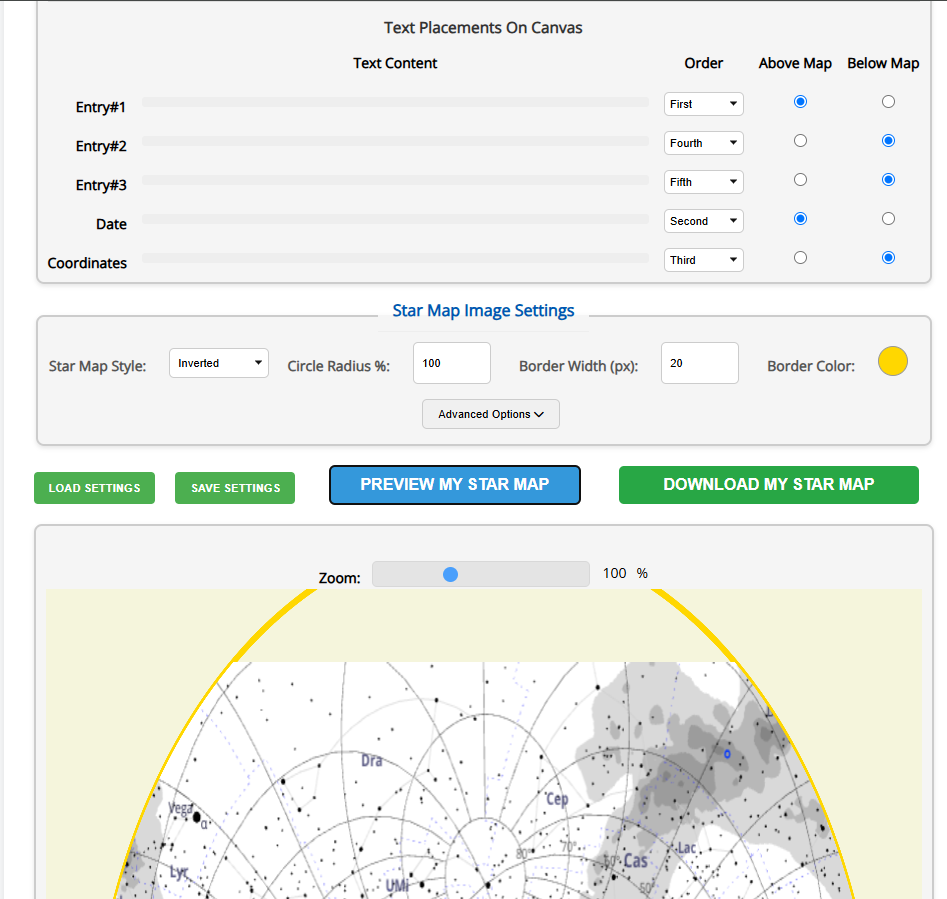 Text Placements On Canvas
Text Content Order Above Map Below Map
Entry#1 First
Entry#2 Fourth
Entry#3 Fifth
Date Second
Coordinates Third
Star Map Image Settings
Star Map Style: Inverted Circle Radius %: 100 Border Width (px): 20 Border Color:
Advanced Options
LOAD SETTINGS SAVE SETTINGS PREVIEW MY STAR MAP DOWNLOAD MY STAR MAP
Zoom: 100 %
Dra
Cep
Vega
α
Lac
80° 70° 60° Cas
Lyr
UMi 50°